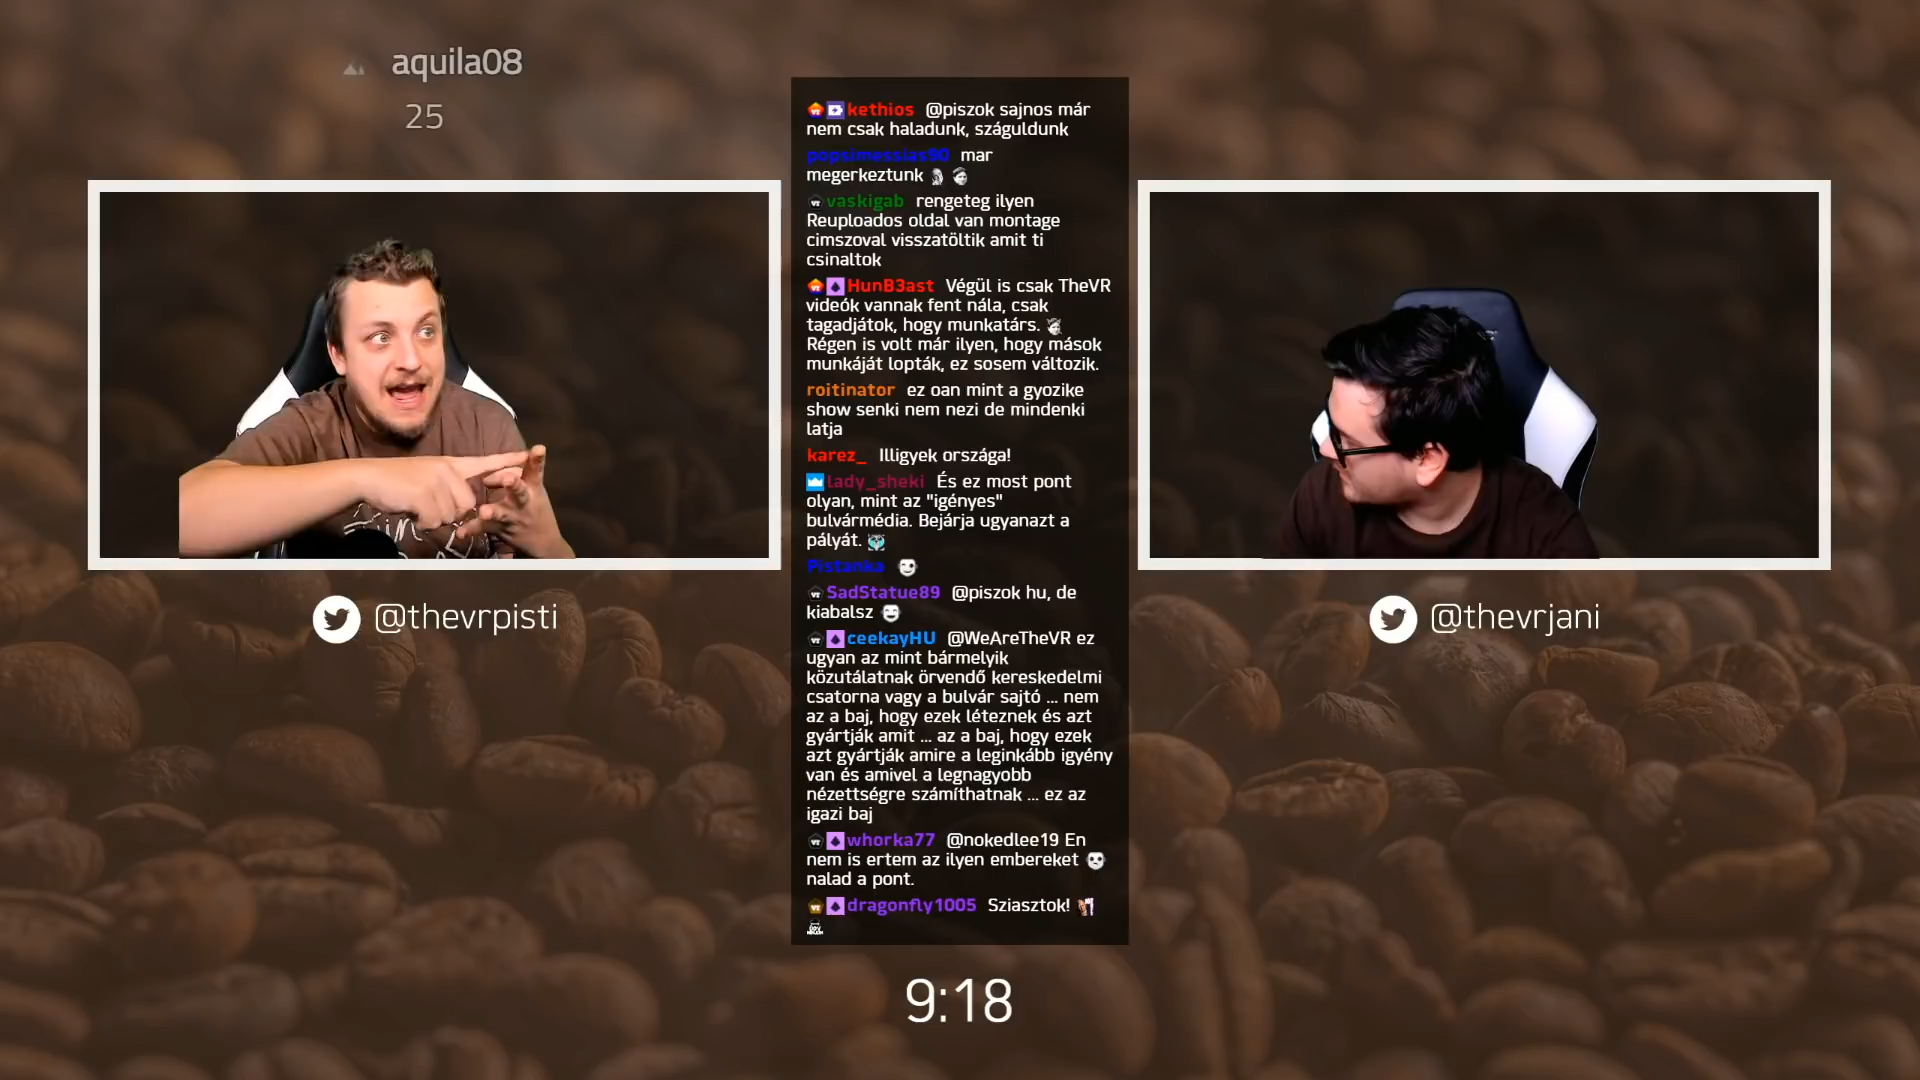 aquila08
25
kethios @piszok sajnos már
nem csak haladunk, száguldunk
popsimessias90 mar
megerkeztunk
vaskigab rengeteg ilyen
Reuploados oldal van montage
cimszoval visszatöltik amit ti
csinaltok
HunB3ast Végül is csak TheVR
videók vannak fent nála, csak
tagadjátok, hogy munkatárs.
Régen is volt már ilyen, hogy mások
munkáját lopták, ez sosem változik.
roitinator ez oan mint a gyozike
show senki nem nezi de mindenki
latja
karez_ Illigyek országa!
lady_sheki És ez most pont
olyan, mint az "igényes"
bulvármédia. Bejárja ugyanazt a
pályát.
Pistanka
SadStatue89 @piszok hu, de
kiabalsz
ceekayHU @WeAreTheVR ez
ugyan az mint bármelyik
közutálatnak örvendő kereskedelmi
csatorna vagy a bulvár sajtó ... nem
az a baj, hogy ezek léteznek és azt
gyártják amit ... az a baj, hogy ezek
azt gyártják amire a leginkább igyény
van és amivel a legnagyobb
nézettségre számíthatnak ... ez az
igazi baj
whorka77 @nokedlee19 En
nem is ertem az ilyen embereket
nalad a pont.
dragonfly1005 Sziasztok!
@thevrpisti
@thevrjani
9:18